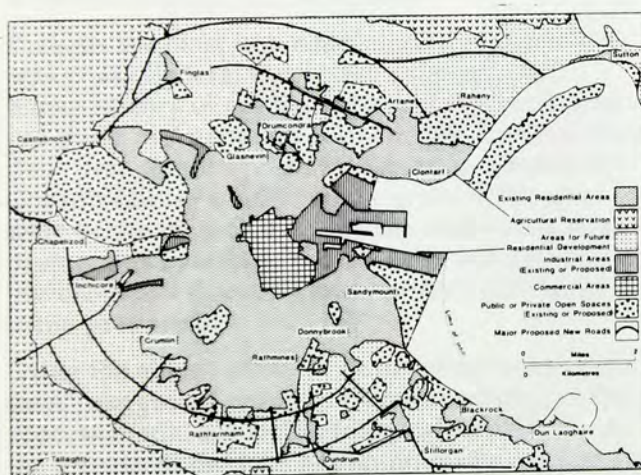 Sutton
Finglas
Raheny
Artane
Castleknock
Drumcondra
Glasnevin
Clontarf
Existing Residential Areas
Agricultural Reservation
Areas for Future
Residential Development
Industrial Areas
(Existing or Proposed)
Commercial Areas
Public or Private Open Spaces
(Existing or Proposed)
Major Proposed New Roads
Chapelizod
Inchicore
Sandymount
Crumlin
Donnybrook
Rathmines
0 Miles
0 Kilometres
Blackrock
Dun Laoghaire
Rathfarnham
Stillorgan
Dundrum
Tallaght